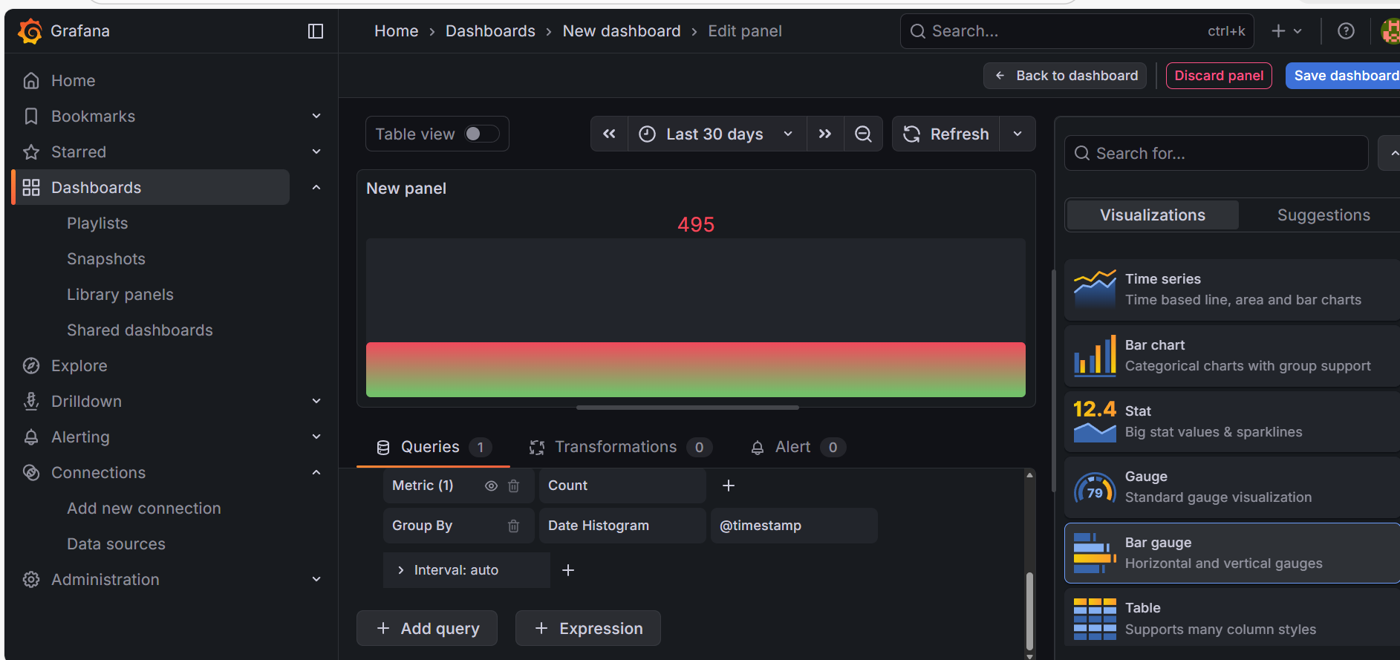 Grafana
Home › Dashboards › New dashboard › Edit panel
Search...
ctrl+k
Back to dashboard
Discard panel
Save dashboard
Home
Bookmarks
Starred
Dashboards
Playlists
Snapshots
Library panels
Shared dashboards
Explore
Drilldown
Alerting
Connections
Add new connection
Data sources
Administration
Table view
Last 30 days
Refresh
New panel
495
Queries 1
Transformations 0
Alert 0
Metric (1)
Count
Group By
Date Histogram
@timestamp
Interval: auto
Add query
Expression
Search for...
Visualizations
Suggestions
Time series
Time based line, area and bar charts
Bar chart
Categorical charts with group support
12.4
Stat
Big stat values & sparklines
79
Gauge
Standard gauge visualization
Bar gauge
Horizontal and vertical gauges
Table
Supports many column styles